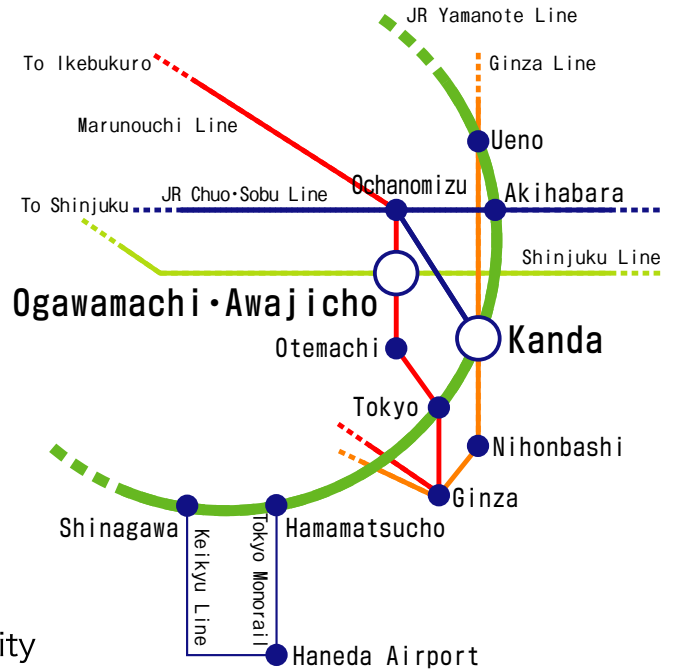 JR Yamanote Line
To Ikebukuro
Ginza Line
Marunouchi Line
Ueno
Ochanomizu
JR Chuo・Sobu Line
Akihabara
To Shinjuku
Shinjuku Line
Ogawamachi・Awajicho
Kanda
Otemachi
Tokyo
Nihonbashi
Ginza
Shinagawa
Hamamatsucho
Keikyu Line
Tokyo Monorail
Haneda Airport
ity